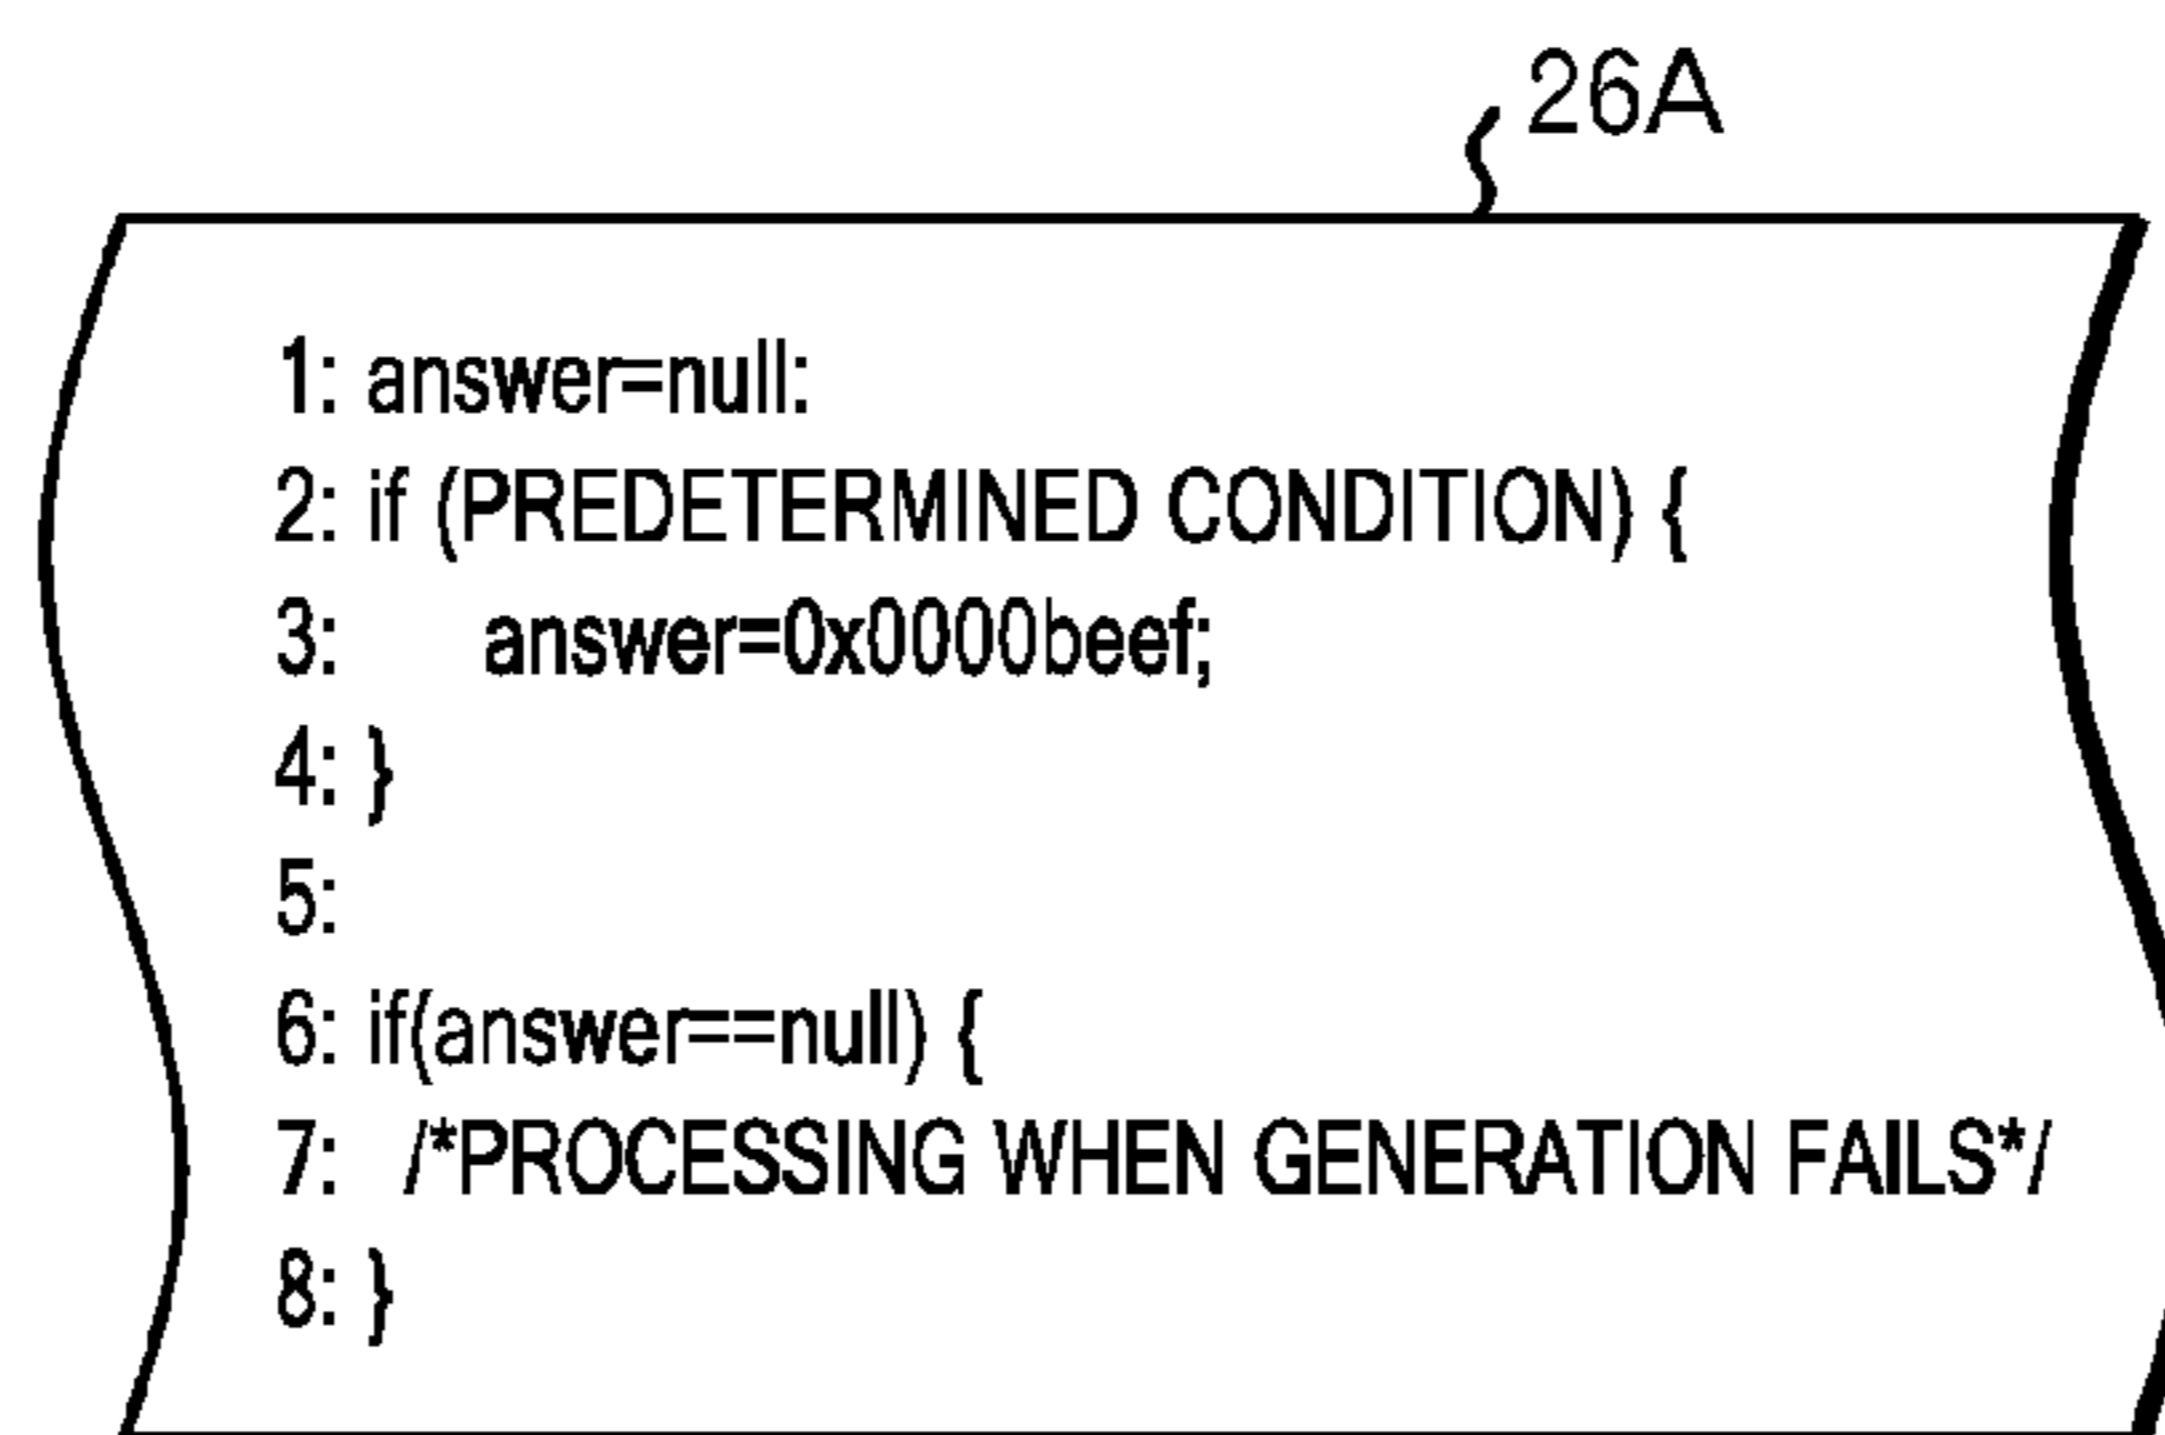 26A
1: answer=null:
2: if (PREDETERMINED CONDITION) {
3: answer=0x0000beef;
4: }
5:
6: if(answer==null) {
7: /*PROCESSING WHEN GENERATION FAILS*/
8: }